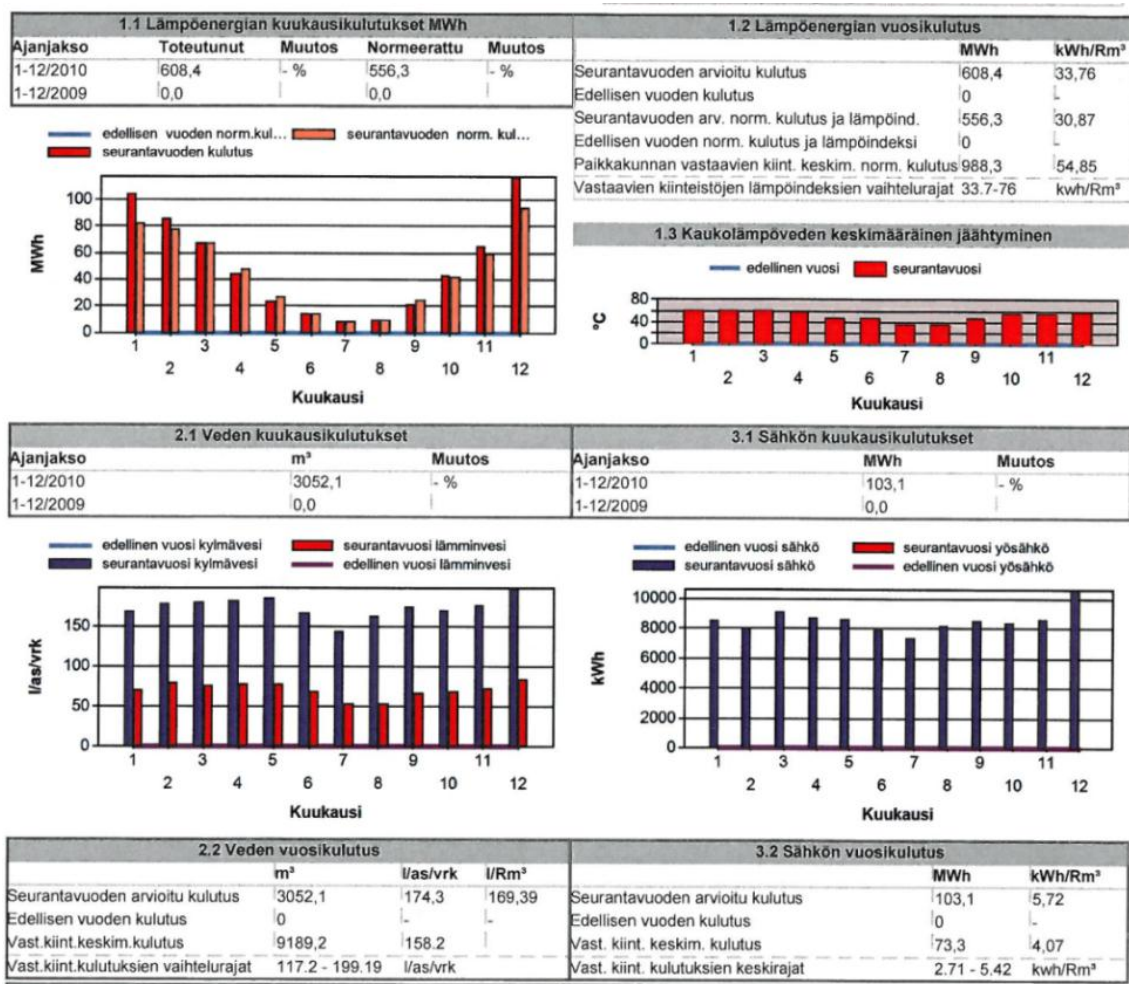 1.1 Lämpöenergian kuukausikulutukset MWh
Ajanjakso Toteutunut Muutos Normeerattu Muutos
1-12/2010 608,4 - % 556,3 - %
1-12/2009 0,0 0,0
edellisen vuoden norm.kul... seurantavuoden norm. kul...
seurantavuoden kulutus
MWh
100
80
60
40
20
0
1 3 5 7 9 11
2 4 6 8 10 12
Kuukausi
1.2 Lämpöenergian vuosikulutus
MWh kWh/Rm³
Seurantavuoden arvioitu kulutus 608,4 33,76
Edellisen vuoden kulutus 0 -
Seurantavuoden arv. norm. kulutus ja lämpöind. 556,3 30,87
Edellisen vuoden norm. kulutus ja lämpöindeksi 0 -
Paikkakunnan vastaavien kiint. keskim. norm. kulutus 988,3 54,85
Vastaavien kiinteistöjen lämpöindeksien vaihtelurajat 33.7-76 kwh/Rm³
1.3 Kaukolämpöveden keskimääräinen jäähtyminen
edellinen vuosi seurantavuosi
°C
80
40
0
1 3 5 7 9 11
2 4 6 8 10 12
Kuukausi
2.1 Veden kuukausikulutukset
Ajanjakso m³ Muutos
1-12/2010 3052,1 - %
1-12/2009 0,0
edellinen vuosi kylmävesi seurantavuosi lämminvesi
seurantavuosi kylmävesi edellinen vuosi lämminvesi
l/as/vrk
150
100
50
0
1 3 5 7 9 11
2 4 6 8 10 12
Kuukausi
3.1 Sähkön kuukausikulutukset
Ajanjakso MWh Muutos
1-12/2010 103,1 - %
1-12/2009 0,0
edellinen vuosi sähkö seurantavuosi yösähkö
seurantavuosi sähkö edellinen vuosi yösähkö
kWh
10000
8000
6000
4000
2000
0
1 3 5 7 9 11
2 4 6 8 10 12
Kuukausi
2.2 Veden vuosikulutus
m³ l/as/vrk l/Rm³
Seurantavuoden arvioitu kulutus 3052,1 174,3 169,39
Edellisen vuoden kulutus 0 - -
Vast.kiint.keskim.kulutus 9189,2 158.2
Vast.kiint.kulutuksien vaihtelurajat 117.2 - 199.19 l/as/vrk
3.2 Sähkön vuosikulutus
MWh kWh/Rm³
Seurantavuoden arvioitu kulutus 103,1 5,72
Edellisen vuoden kulutus 0 -
Vast. kiint. keskim. kulutus 73,3 4,07
Vast. kiint. kulutuksien keskirajat 2.71 - 5.42 kwh/Rm³